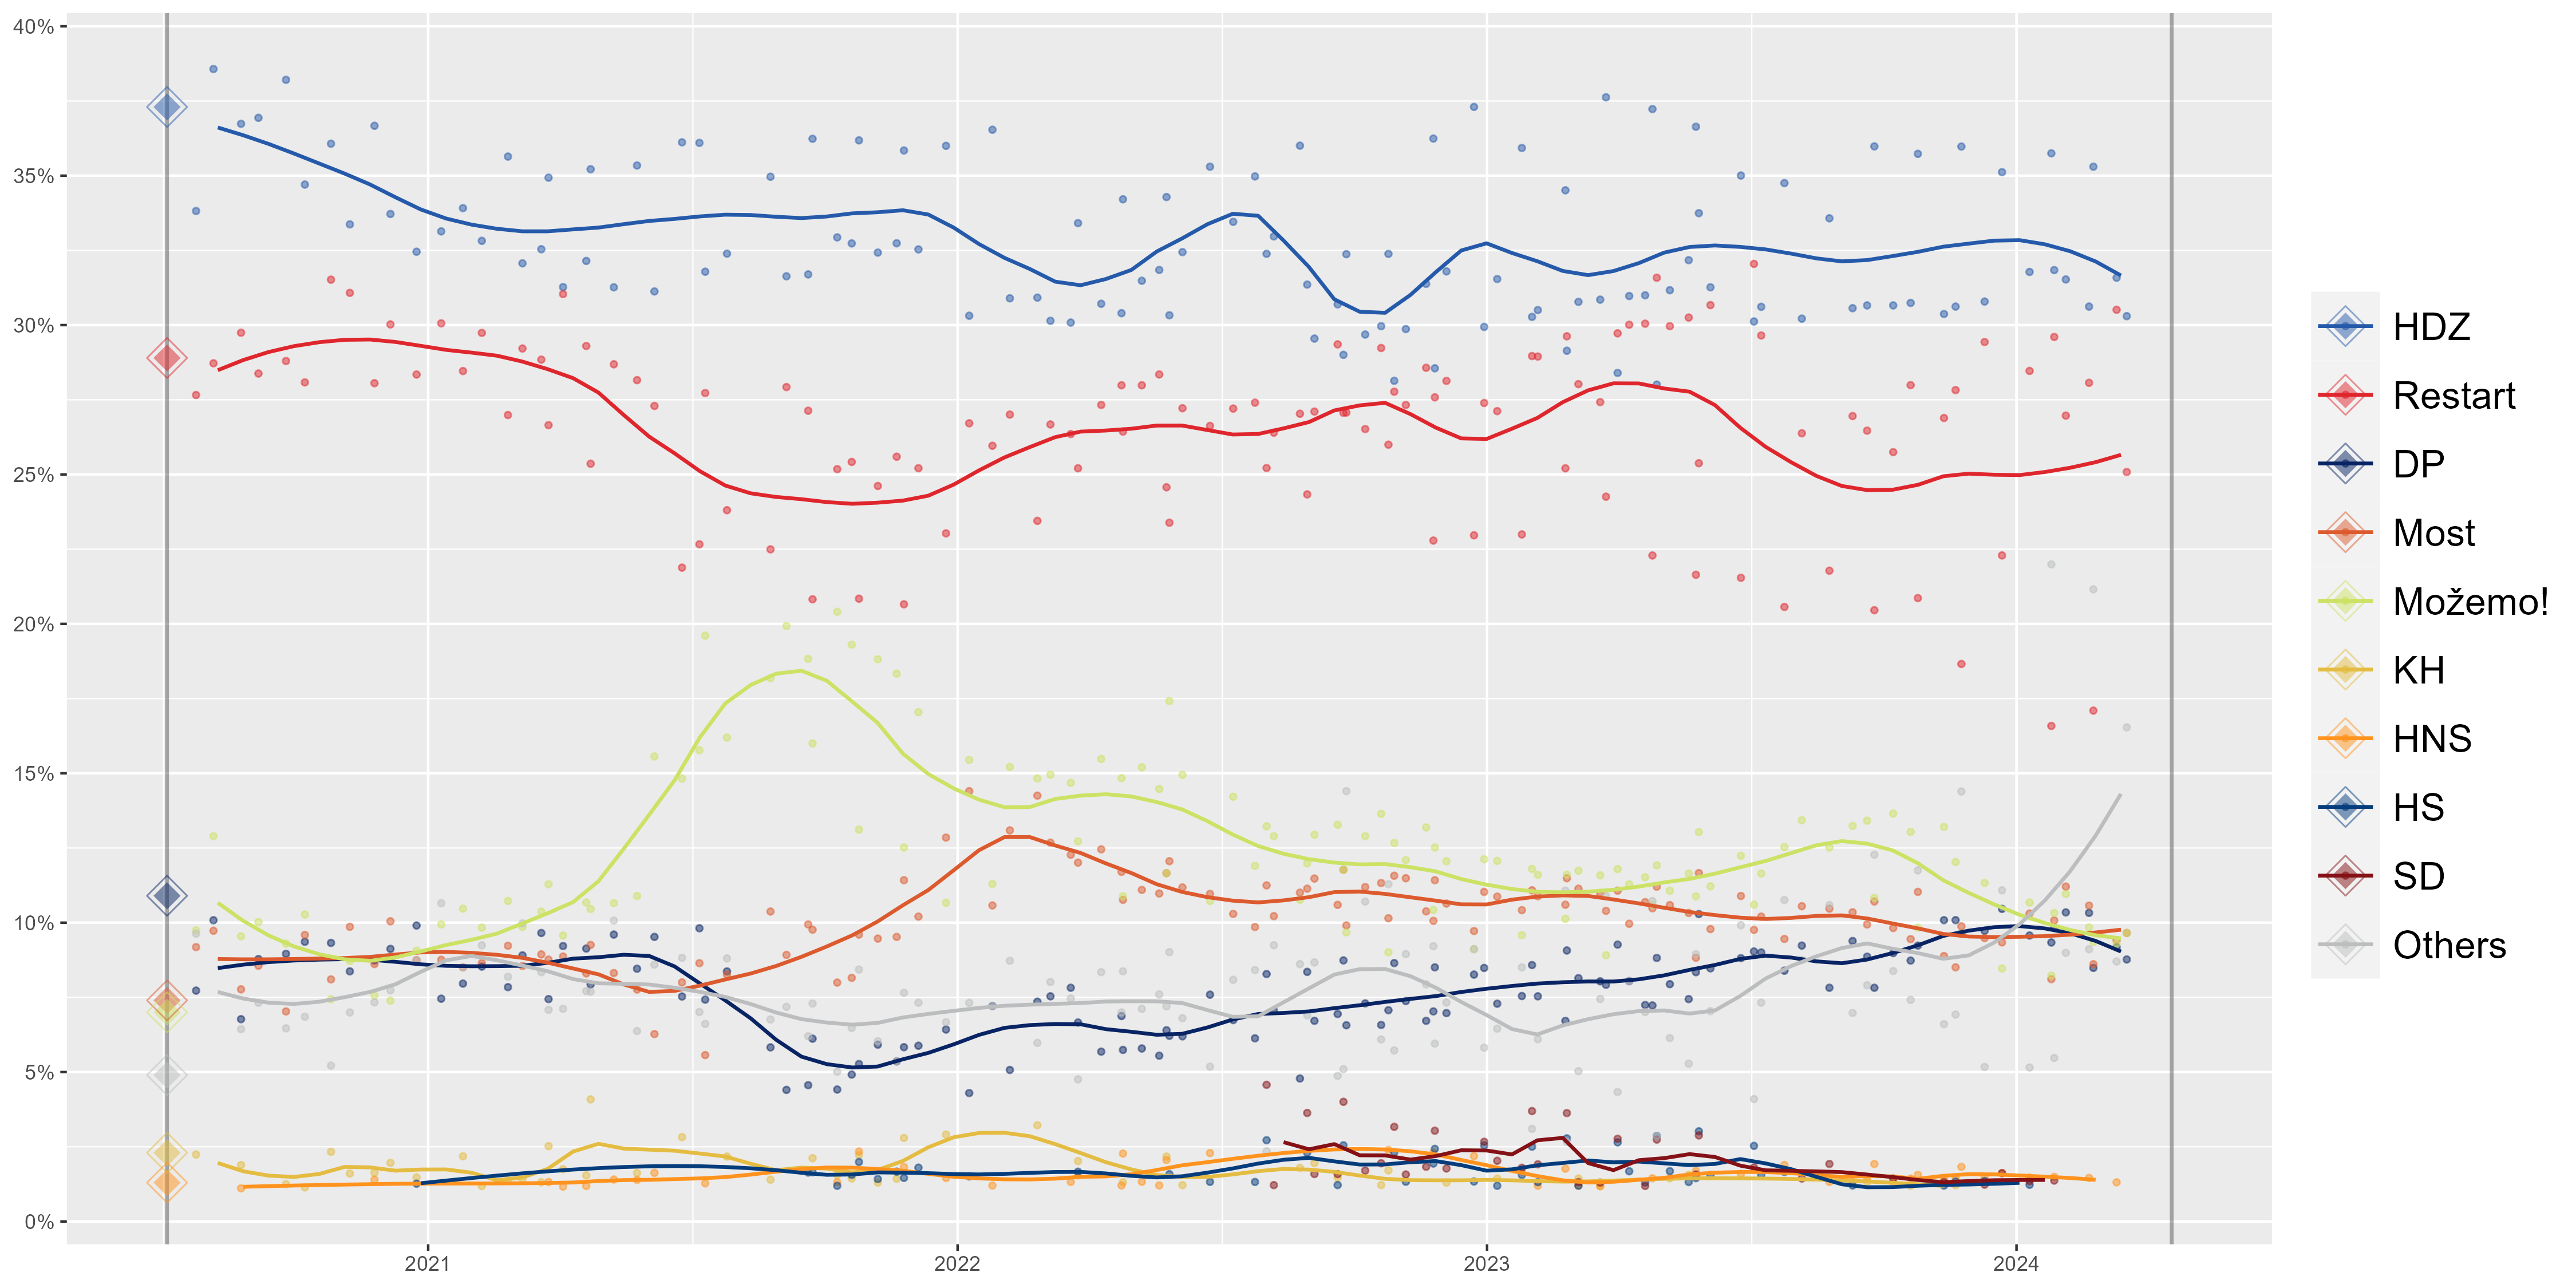 40%
35%
30%
25%
20%
15%
10%
5%
0%
2021
2022
2023
2024
HDZ
Restart
DP
Most
Možemo!
KH
HNS
HS
SD
Others